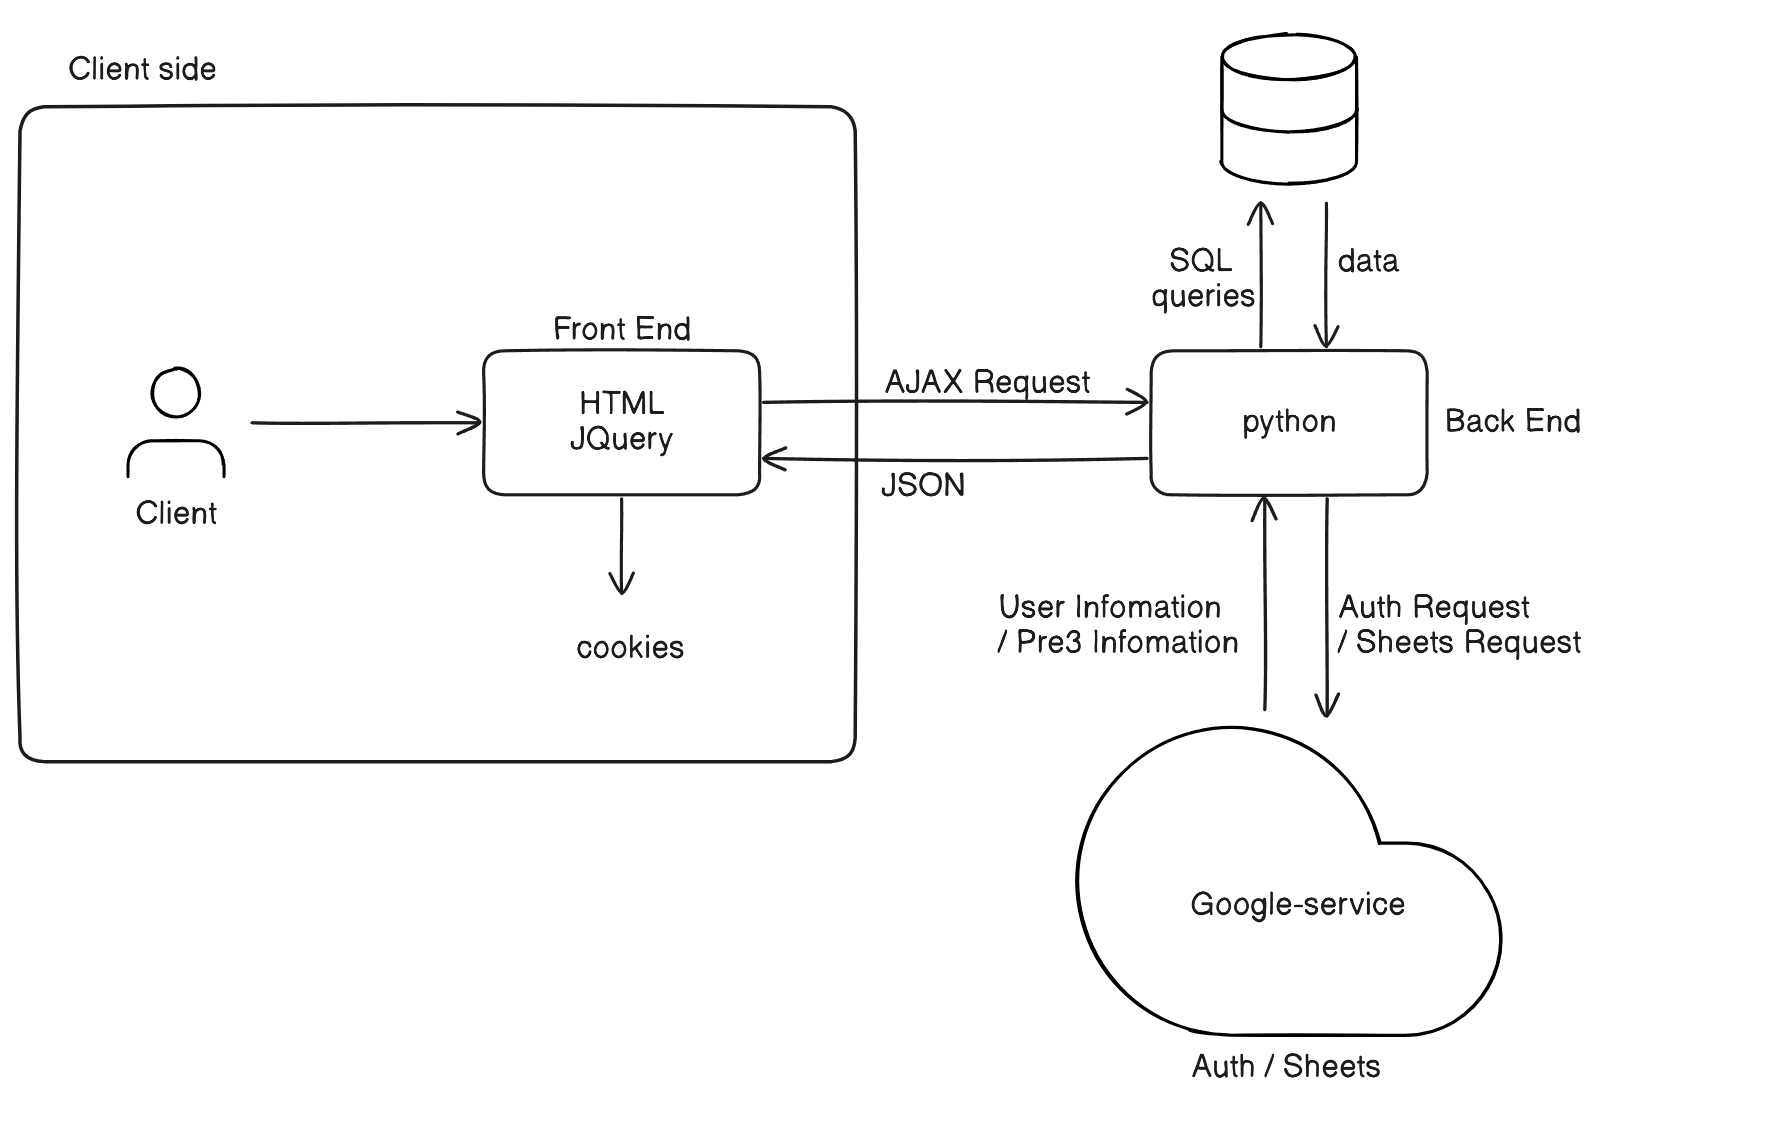 Client side
SQL
queries
data
Front End
HTML
JQuery
AJAX Request
JSON
python
Back End
Client
cookies
User Infomation
/ Pre3 Infomation
Auth Request
/ Sheets Request
Google-service
Auth / Sheets